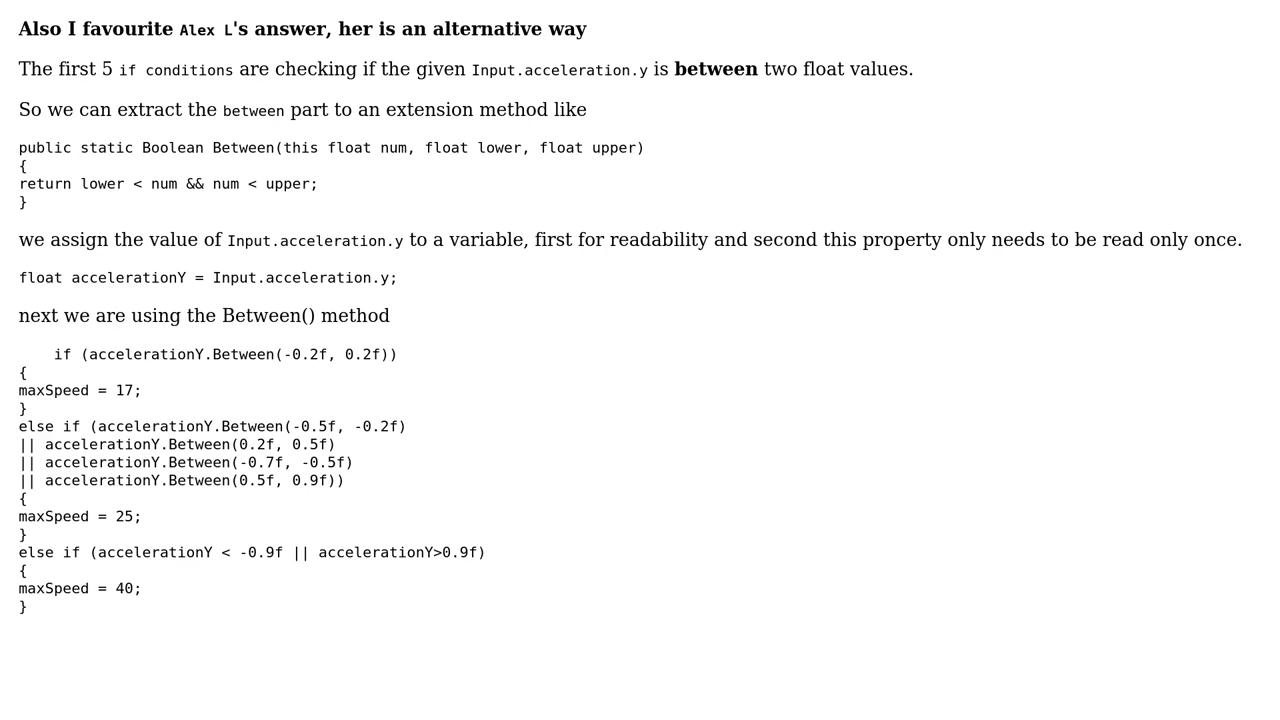 Also I favourite Alex L's answer, her is an alternative way
The first 5 if conditions are checking if the given Input.acceleration.y is between two float values.
So we can extract the between part to an extension method like
public static Boolean Between(this float num, float lower, float upper)
{
return lower < num && num < upper;
}
we assign the value of Input.acceleration.y to a variable, first for readability and second this property only needs to be read only once.
float accelerationY = Input.acceleration.y;
next we are using the Between() method
    if (accelerationY.Between(-0.2f, 0.2f))
{
maxSpeed = 17;
}
else if (accelerationY.Between(-0.5f, -0.2f)
|| accelerationY.Between(0.2f, 0.5f)
|| accelerationY.Between(-0.7f, -0.5f)
|| accelerationY.Between(0.5f, 0.9f))
{
maxSpeed = 25;
}
else if (accelerationY < -0.9f || accelerationY>0.9f)
{
maxSpeed = 40;
}